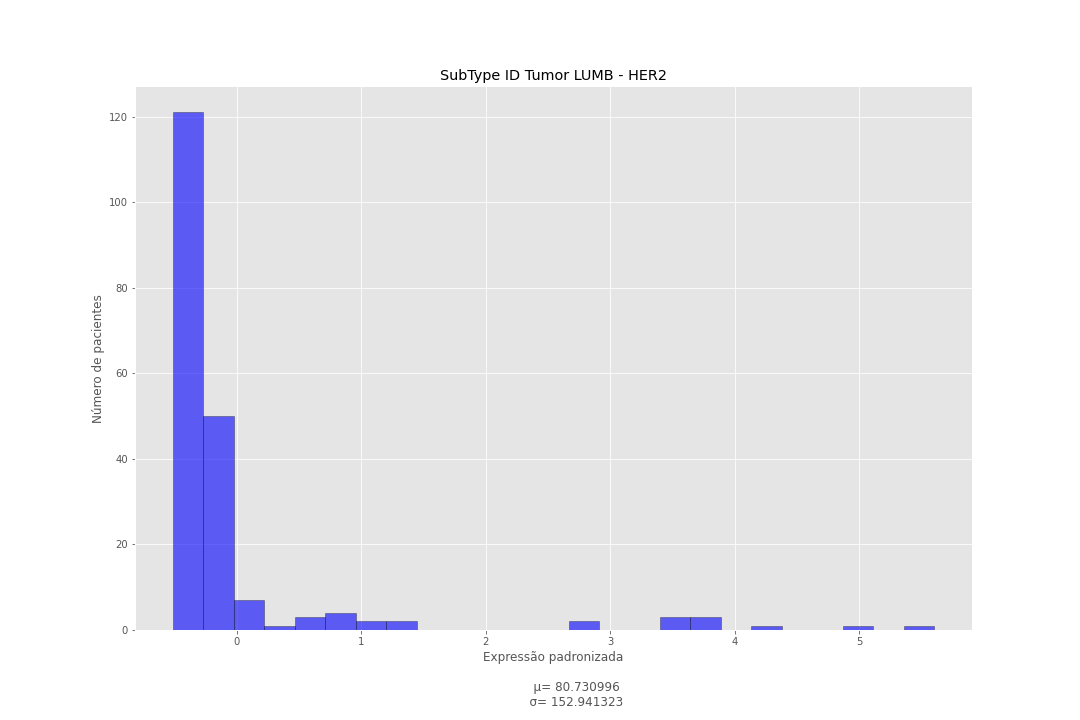 SubType ID Tumor LUMB - HER2
120
100
80
60
40
20
0
Número de pacientes
0 1 2 3 4 5
Expressão padronizada
μ= 80.730996
σ= 152.941323